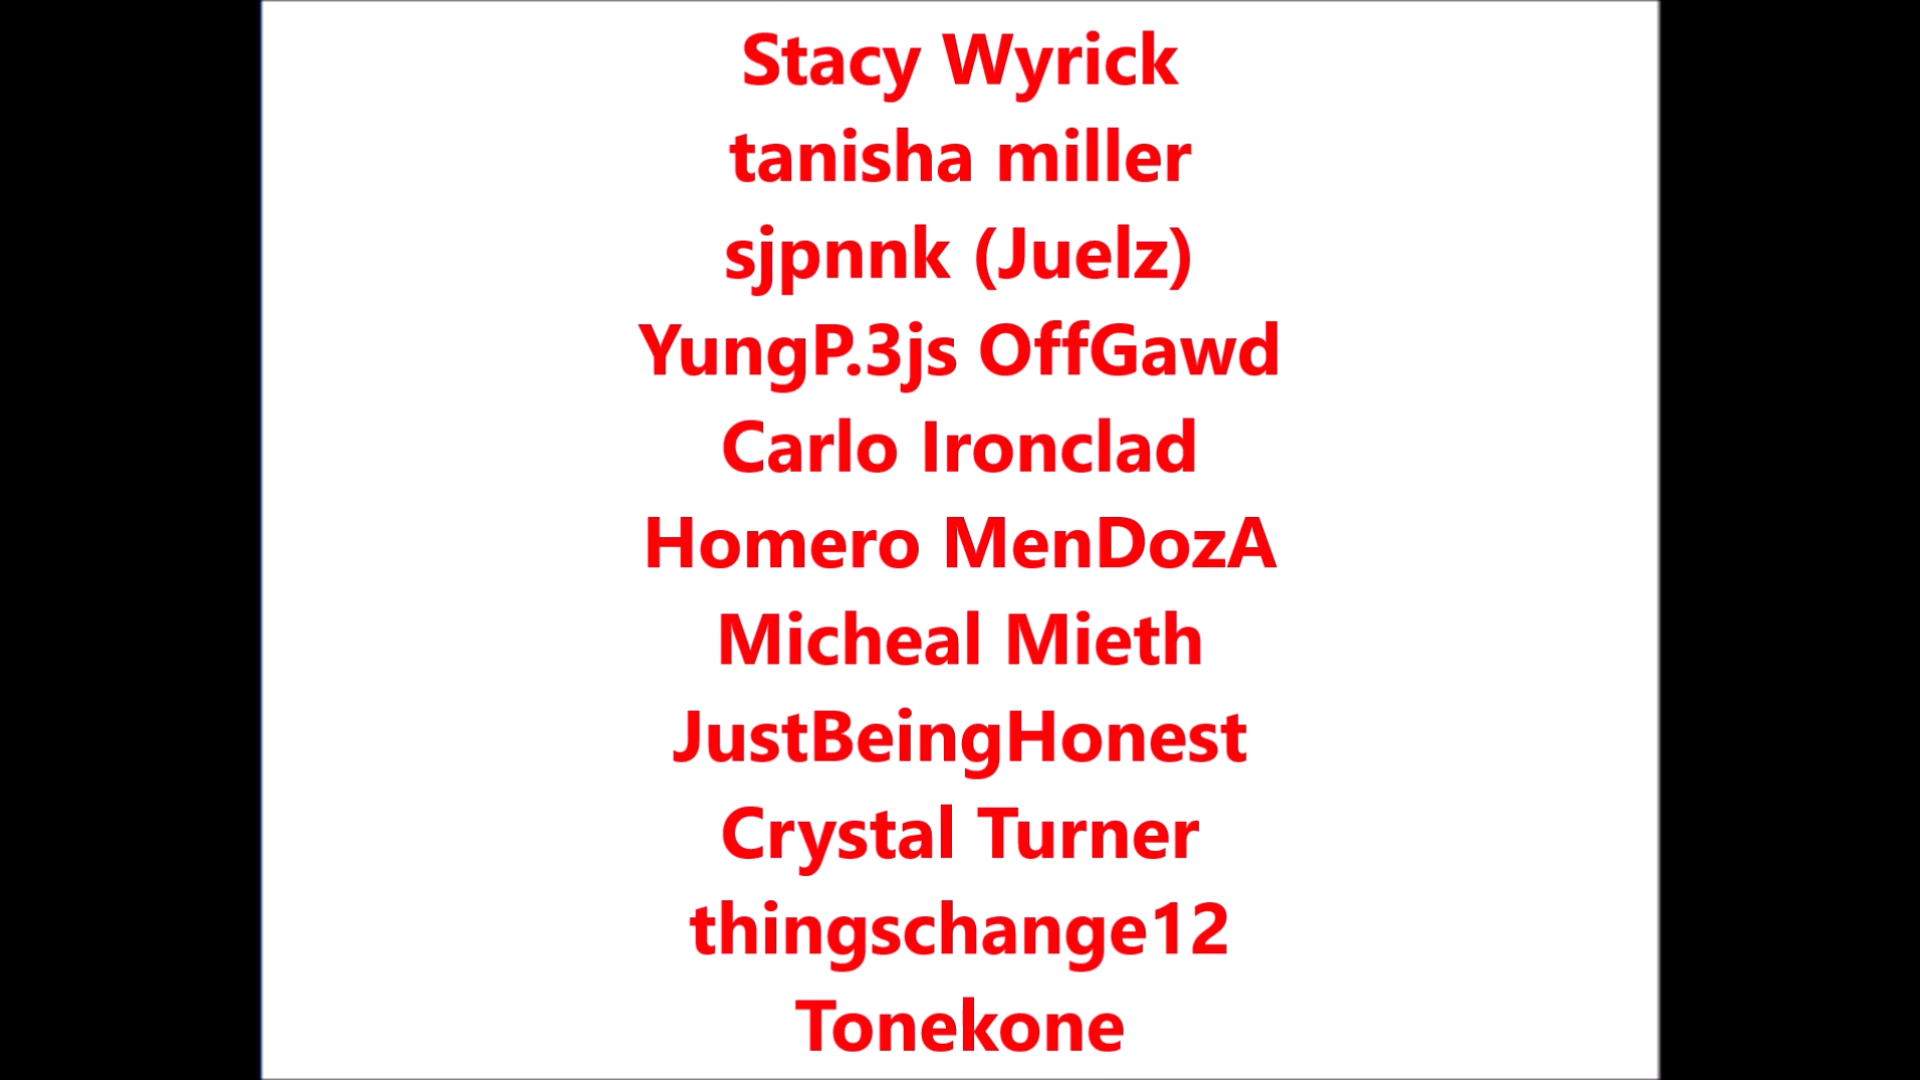 Stacy Wyrick
tanisha miller
sjpnnk (Juelz)
YungP.3js OffGawd
Carlo Ironclad
Homero MenDozA
Micheal Mieth
JustBeingHonest
Crystal Turner
thingschange12
Tonekone